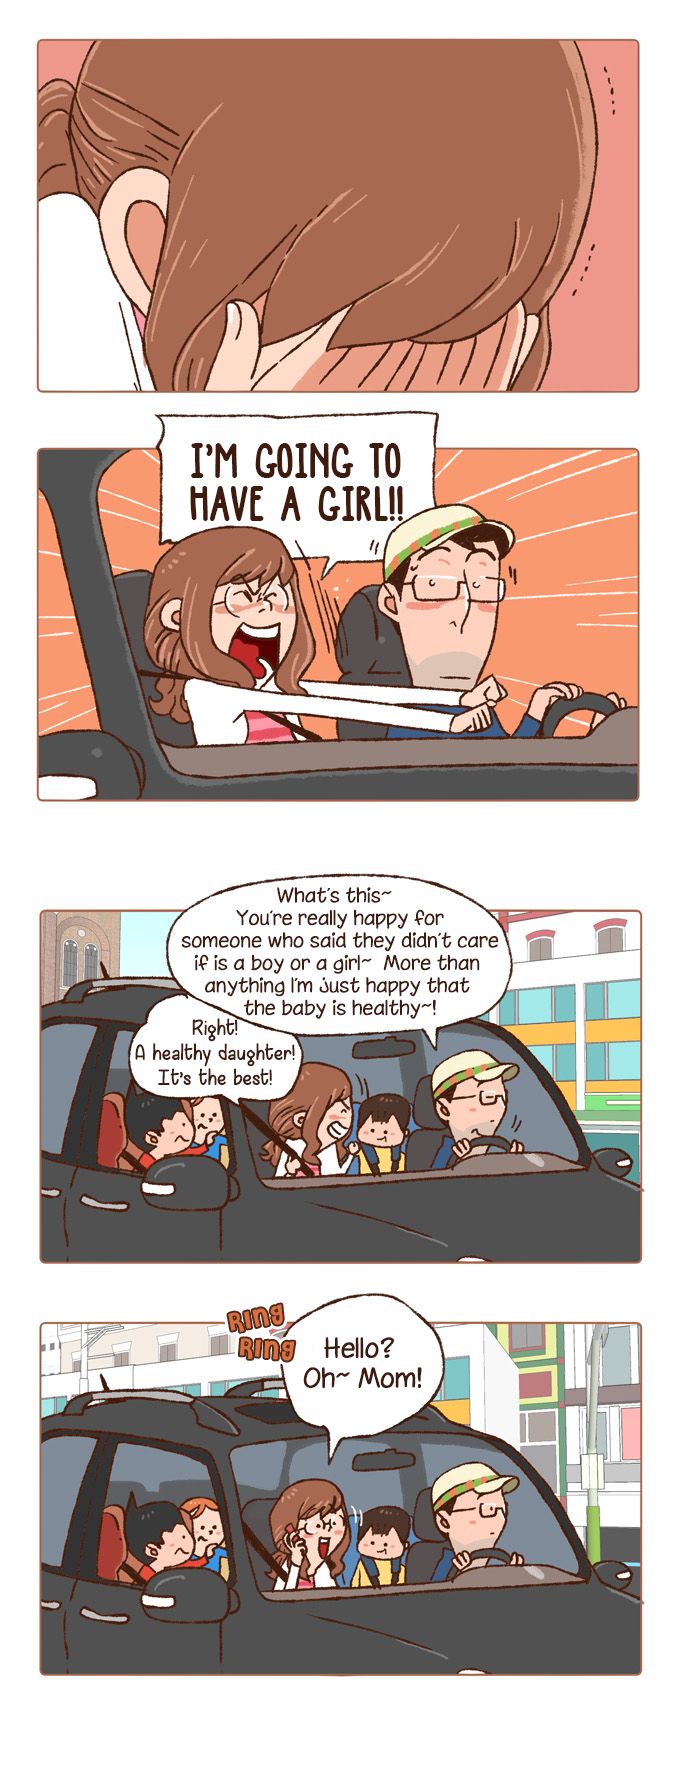 I'M GOING TO
HAVE A GIRL!!
What's this~
You're really happy for
someone who said they didn't care
if is a boy or a girl~ More than
anything I'm just happy that
the baby is healthy~!
Right!
A healthy daughter!
It's the best!
Ring
Ring
Hello?
Oh~ Mom!